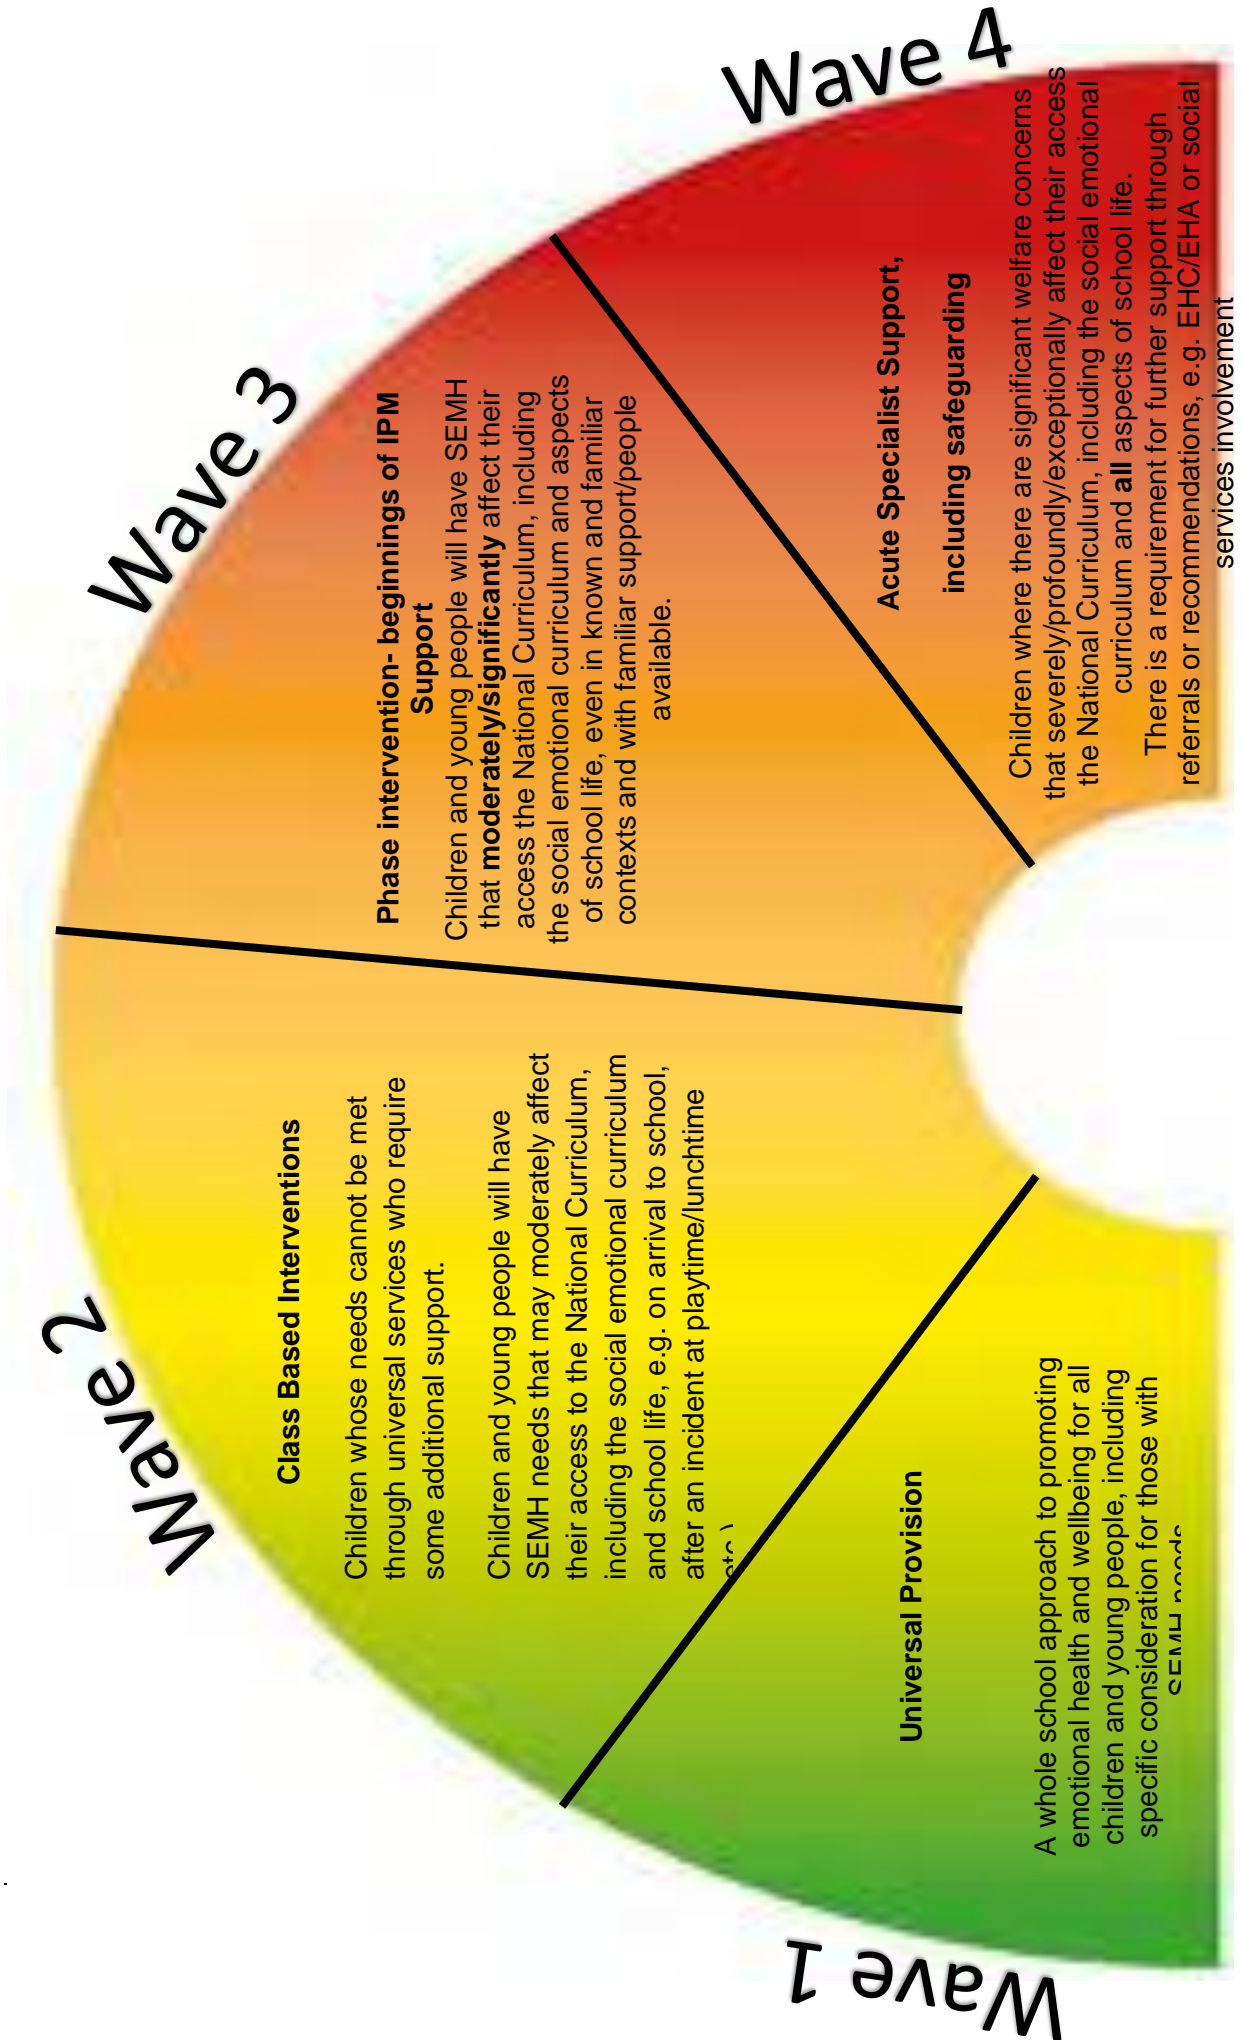 Wave 1
Universal Provision
A whole school approach to promoting
emotional health and wellbeing for all
children and young people, including
specific consideration for those with
SEMH needs
Wave 2
Class Based Interventions
Children whose needs cannot be met
through universal services who require
some additional support.
Children and young people will have
SEMH needs that may moderately affect
their access to the National Curriculum,
including the social emotional curriculum
and school life, e.g. on arrival to school,
after an incident at playtime/lunchtime
etc.)
Wave 3
Phase intervention- beginnings of IPM
Support
Children and young people will have SEMH
that moderately/significantly affect their
access the National Curriculum, including
the social emotional curriculum and aspects
of school life, even in known and familiar
contexts and with familiar support/people
available.
Wave 4
Acute Specialist Support,
including safeguarding
Children where there are significant welfare concerns
that severely/profoundly/exceptionally affect their access
the National Curriculum, including the social emotional
curriculum and all aspects of school life.
There is a requirement for further support through
referrals or recommendations, e.g. EHC/EHA or social
services involvement